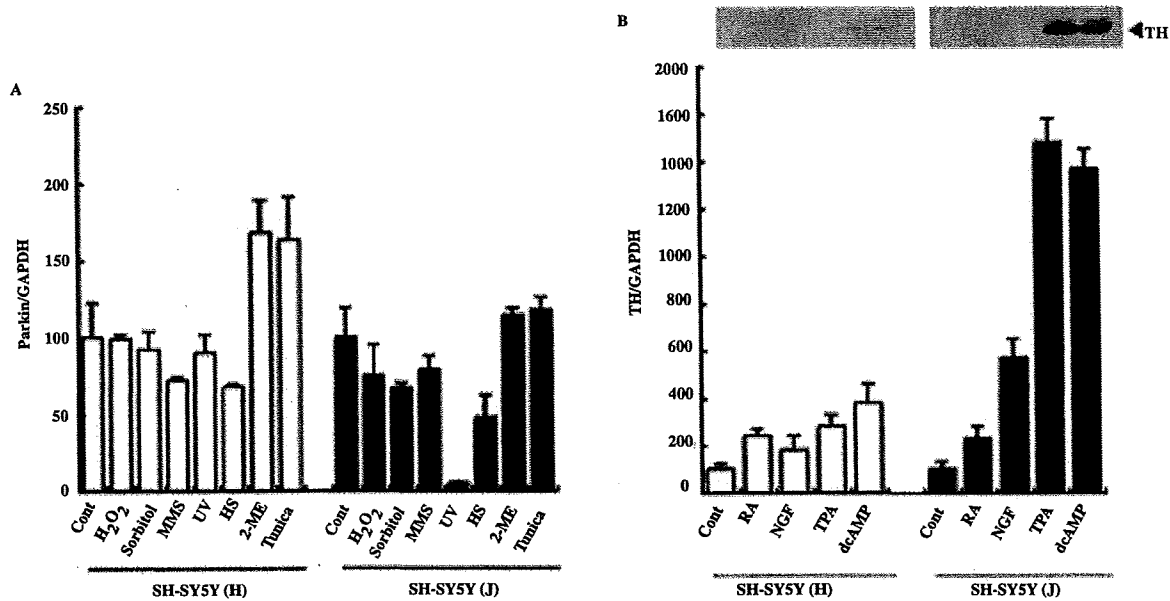 A
250
200
150
100
50
0
Parkin/GAPDH
Cont
H2O2
Sorbitol
MMS
UV
HS
2-ME
Tunica
Cont
H2O2
Sorbitol
MMS
UV
HS
2-ME
Tunica
SH-SY5Y (H)
SH-SY5Y (J)
B
TH
2000
1600
1000
1200
1000
800
600
400
200
0
TH/GAPDH
Cont
RA
NGF
TPA
dcAMP
Cont
RA
NGF
TPA
dcAMP
SH-SY5Y (H)
SH-SY5Y (J)